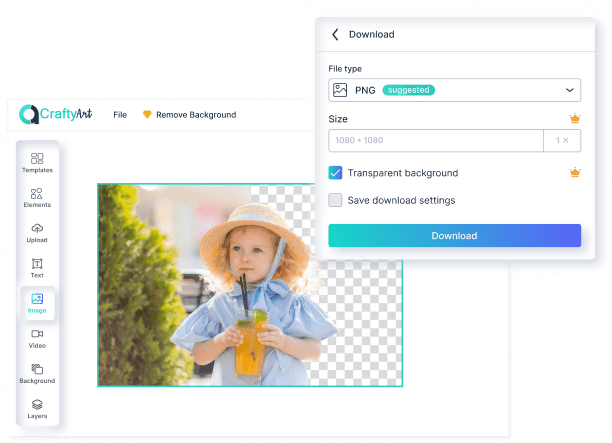 Download
File type
PNG suggested
Size
1080 * 1080 1 ×
Transparent background
Save download settings
Download
CraftyArt File Remove Background
Templates
Elements
Upload
Text
Image
Video
Background
Layers